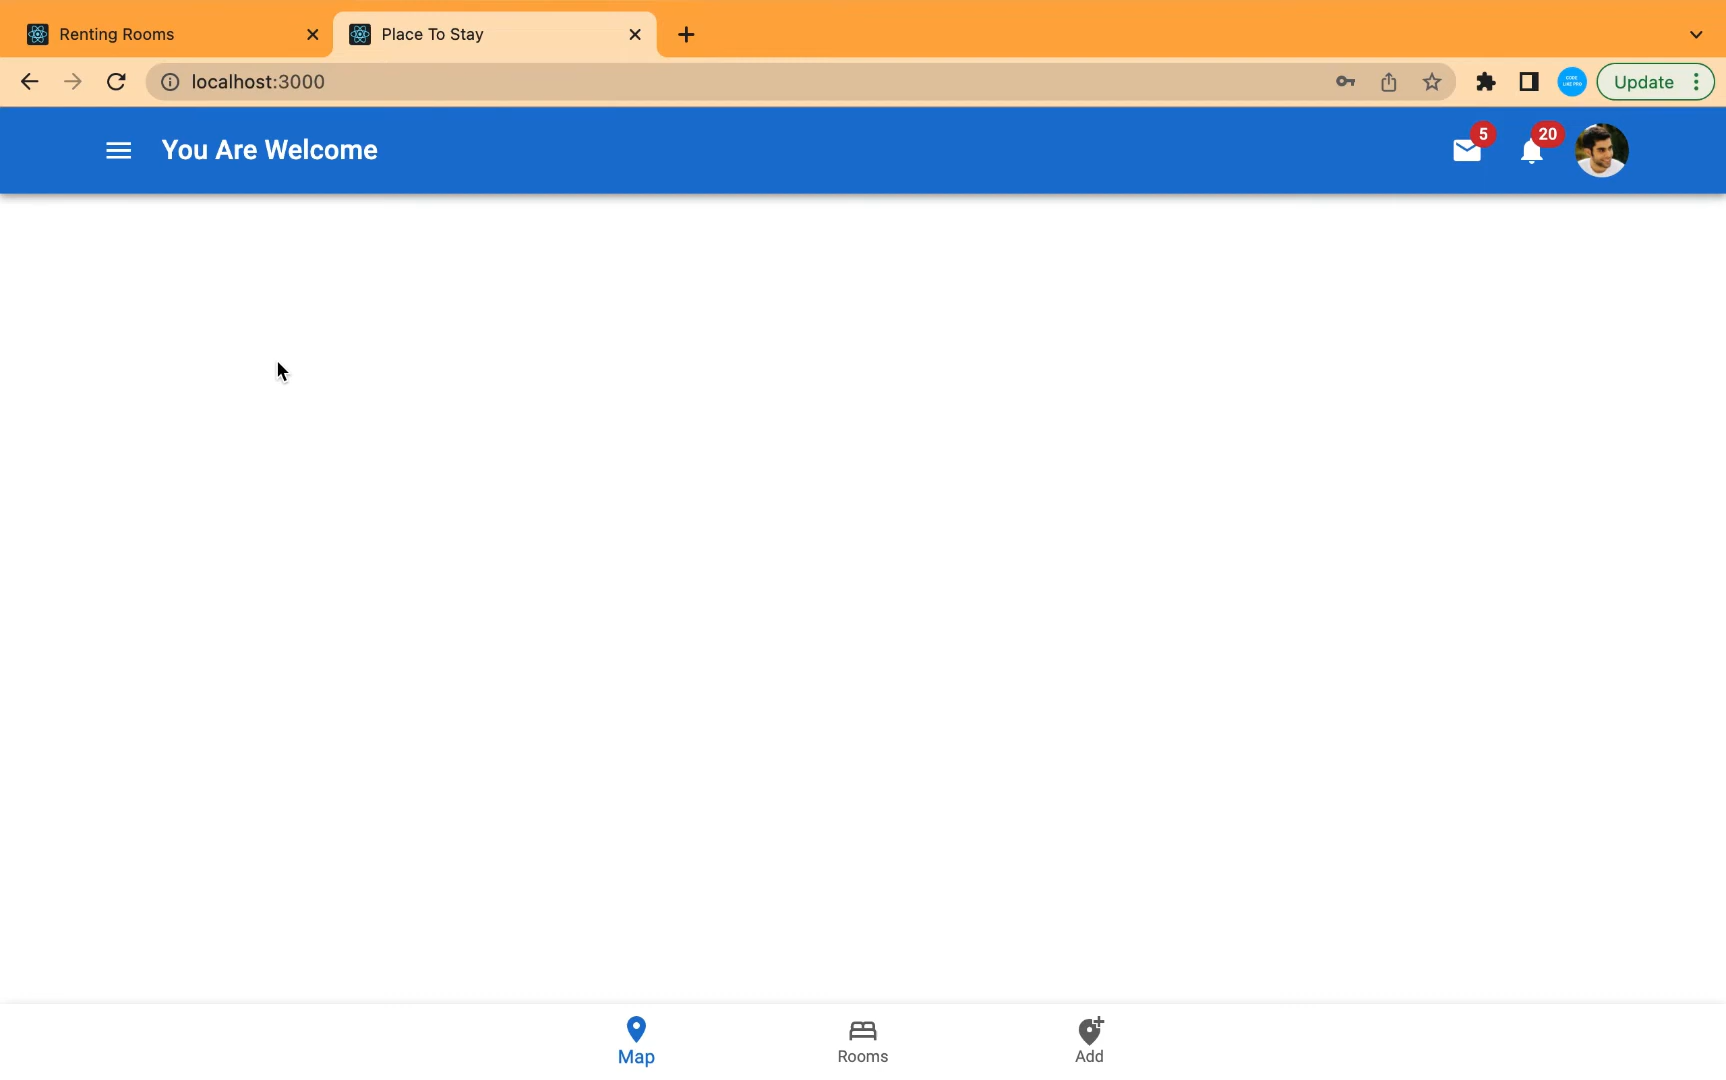 Renting Rooms
Place To Stay
localhost:3000
Update
You Are Welcome
5
20
Map
Rooms
Add